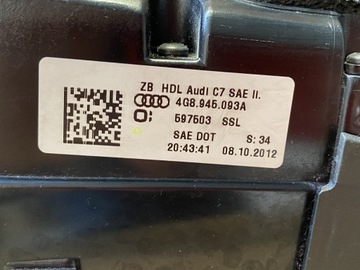 ZB HDL Audi C7 SAE II.
4G8.945.093A
597503 SSL
SAE DOT S: 34
20:43:41 08.10.2012